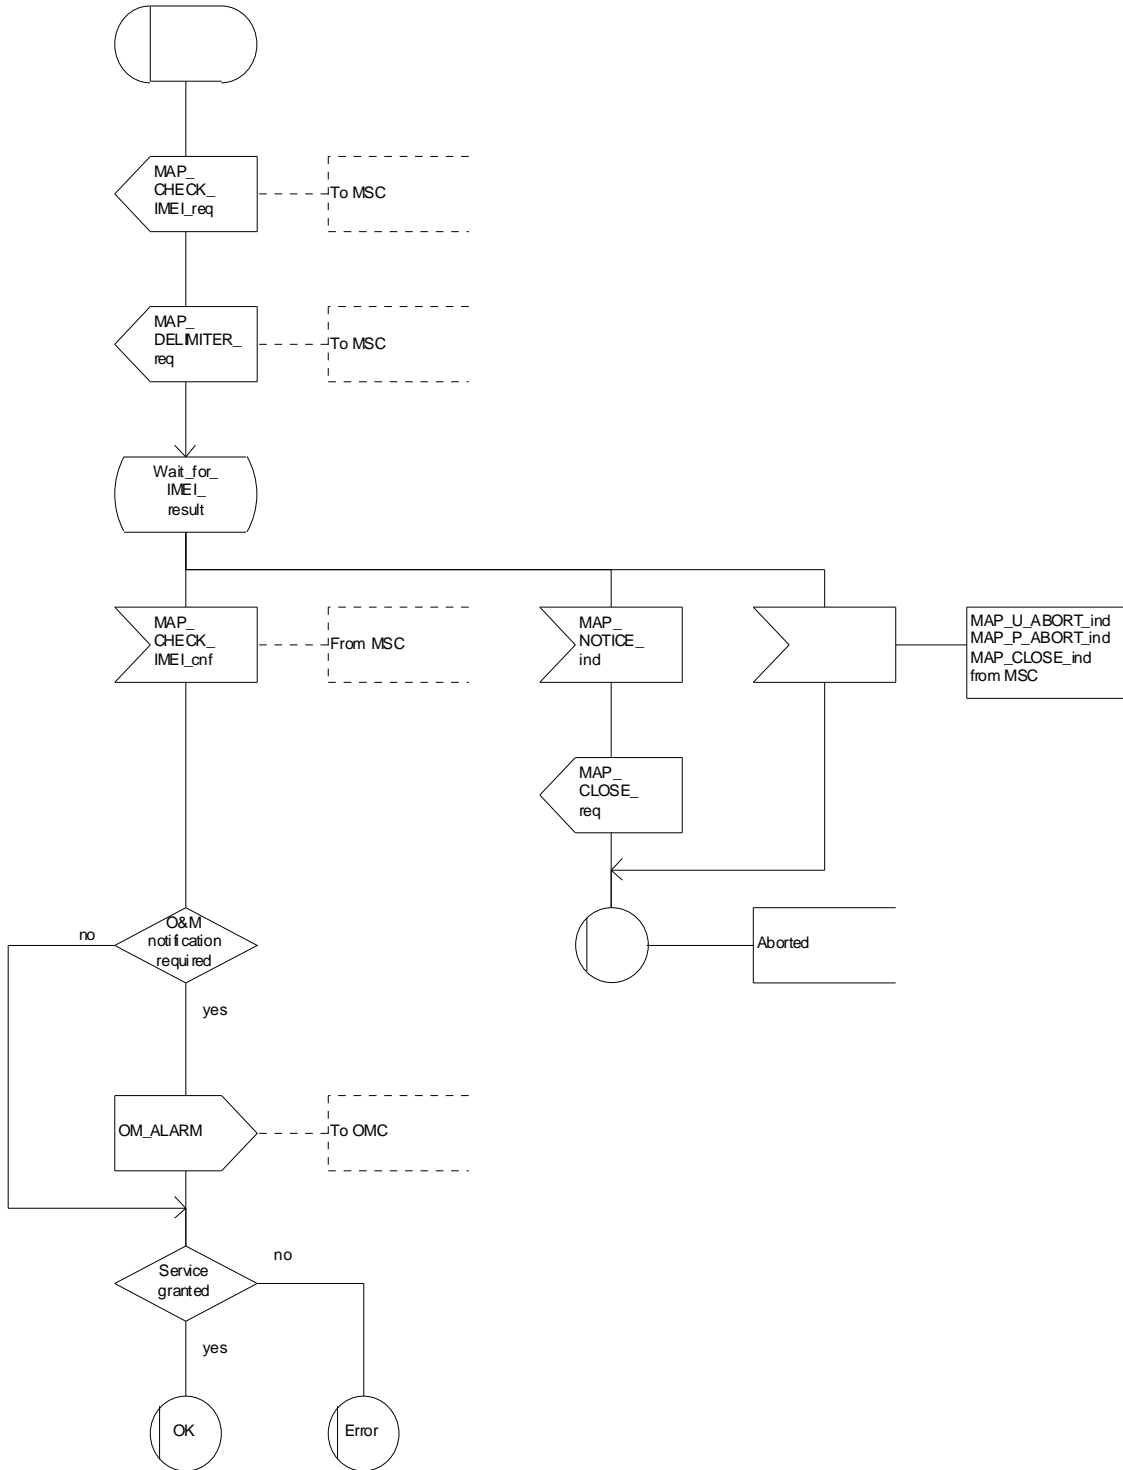 MAP_
CHECK_
IMEI_req
To MSC
MAP_
DELIMITER_
req
To MSC
Wait_for_
IMEI_
result
MAP_
CHECK_
IMEI_cnf
From MSC
MAP_
NOTICE_
ind
MAP_U_ABORT_ind
MAP_P_ABORT_ind
MAP_CLOSE_ind
from MSC
MAP_
CLOSE_
req
O&M
notification
required
no
yes
Aborted
OM_ALARM
To OMC
Service
granted
no
yes
OK
Error